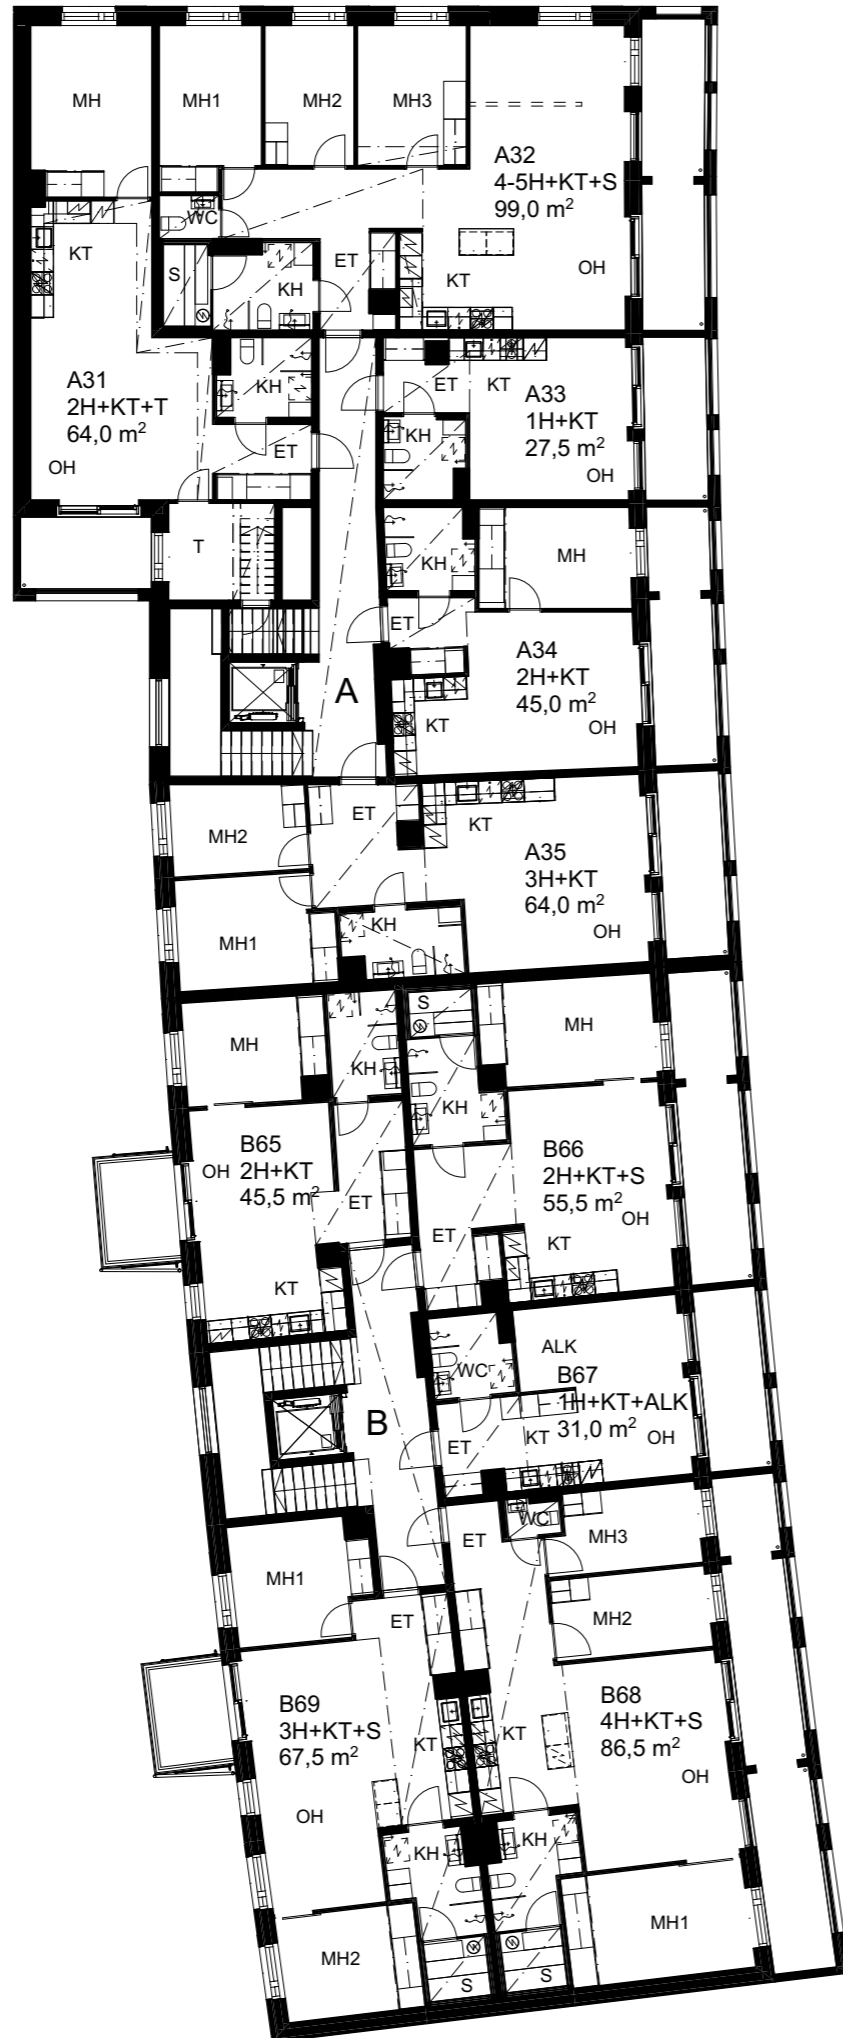 MH
MH1
MH2
MH3
A32
4-5H+KT+S
99,0 m²
WC
KT
ET
S
KH
KT
OH
A31
2H+KT+T
64,0 m²
KH
ET
KT
A33
1H+KT
27,5 m²
OH
ET
KH
OH
T
KH
MH
ET
A34
2H+KT
45,0 m²
A
KT
OH
ET
MH2
KT
A35
3H+KT
64,0 m²
KH
OH
MH1
S
MH
MH
KH
KH
B65
2H+KT
45,5 m²
OH
B66
2H+KT+S
55,5 m²
ET
OH
ET
KT
KT
ALK
WC
B67
1H+KT+ALK
31,0 m²
B
ET
KT
OH
WC
ET
MH3
MH1
MH2
ET
B69
3H+KT+S
67,5 m²
B68
4H+KT+S
86,5 m²
KT
KT
OH
OH
KH
KH
MH1
MH2
S
S